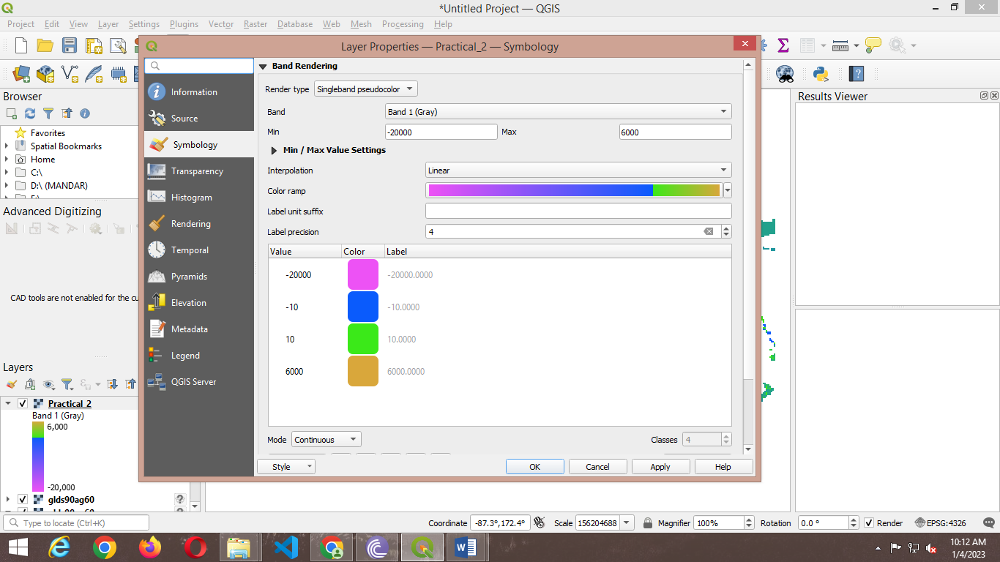 *Untitled Project — QGIS
Project Edit View Layer Settings Plugins Vector Raster Database Web Mesh Processing Help
Layer Properties — Practical_2 — Symbology
Browser
Favorites
Spatial Bookmarks
Home
C:\
D:\ (MANDAR)
Advanced Digitizing
CAD tools are not enabled for the cu
Layers
Practical_2
Band 1 (Gray)
6,000
-20,000
glds90ag60
Information
Source
Symbology
Transparency
Histogram
Rendering
Temporal
Pyramids
Elevation
Metadata
Legend
QGIS Server
Band Rendering
Render type Singleband pseudocolor
Band Band 1 (Gray)
Min -20000 Max 6000
Min / Max Value Settings
Interpolation Linear
Color ramp
Label unit suffix
Label precision 4
Value Color Label
-20000 -20000.0000
-10 -10.0000
10 10.0000
6000 6000.0000
Mode Continuous Classes 4
Style OK Cancel Apply Help
Results Viewer
Type to locate (Ctrl+K) Coordinate -87.3°,172.4° Scale 156204688 Magnifier 100% Rotation 0.0 ° Render EPSG:4326
10:12 AM
1/4/2023